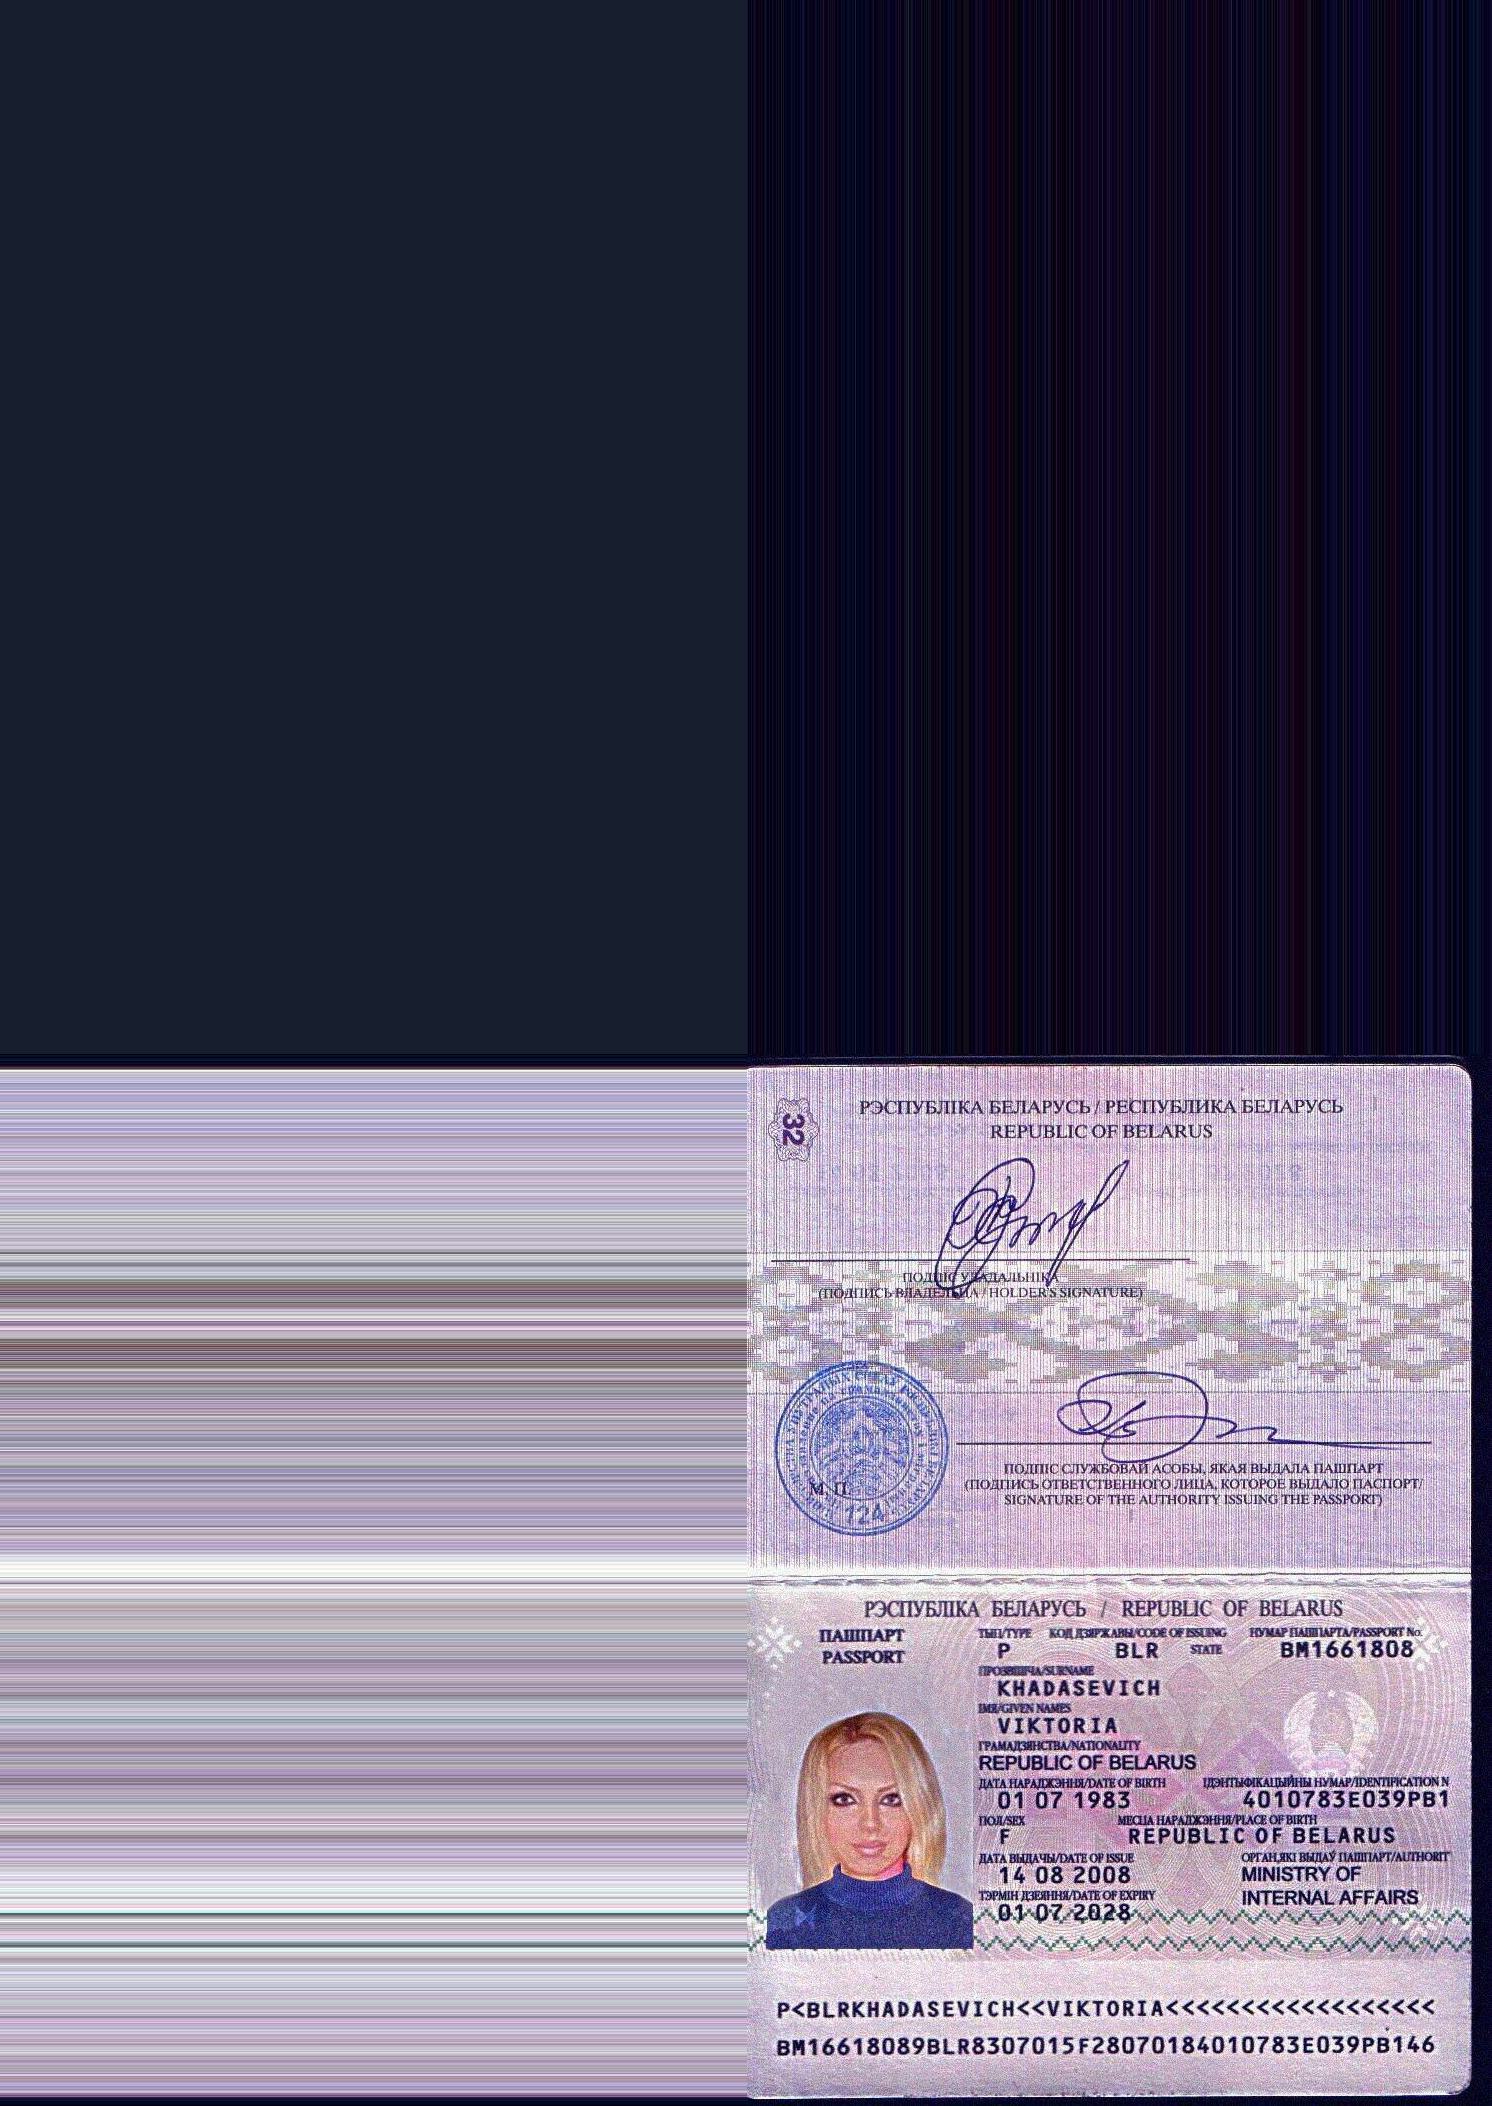 32
РЭСПУБЛІКА БЕЛАРУСЬ / РЕСПУБЛИКА БЕЛАРУСЬ
REPUBLIC OF BELARUS
ПОДПІС УЛАДАЛЬНІКА
(ПОДПИСЬ ВЛАДЕЛЬЦА / HOLDER'S SIGNATURE)
М. П.
124
ПОДПІС СЛУЖБОВАЙ АСОБЫ, ЯКАЯ ВЫДАЛА ПАШПАРТ
(ПОДПИСЬ ОТВЕТСТВЕННОГО ЛИЦА, КОТОРОЕ ВЫДАЛО ПАСПОРТ/
SIGNATURE OF THE AUTHORITY ISSUING THE PASSPORT)
РЭСПУБЛІКА БЕЛАРУСЬ / REPUBLIC OF BELARUS
ПАШПАРТ
PASSPORT
ТЫП/TYPE КОД ДЗЯРЖАВЫ/CODE OF ISSUING НУМАР ПАШПАРТА/PASSPORT No.
P BLR STATE BM1661808
ПРОЗВІШЧА/SURNAME
KHADASEVICH
ІМЯ/GIVEN NAMES
VIKTORIA
ГРАМАДЗЯНСТВА/NATIONALITY
REPUBLIC OF BELARUS
ДАТА НАРАДЖЭННЯ/DATE OF BIRTH ІДЭНТЫФІКАЦЫЙНЫ НУМАР/IDENTIFICATION N
01 07 1983 4010783E039PB1
ПОЛ/SEX МЕСЦА НАРАДЖЭННЯ/PLACE OF BIRTH
F REPUBLIC OF BELARUS
ДАТА ВЫДАЧЫ/DATE OF ISSUE ОРГАН,ЯКІ ВЫДАЎ ПАШПАРТ/AUTHORIT
14 08 2008 MINISTRY OF
ТЭРМІН ДЗЕЯННЯ/DATE OF EXPIRY INTERNAL AFFAIRS
01 07 2028
P<BLRKHADASEVICH<<VIKTORIA<<<<<<<<<<<<<<<<<<
BM16618089BLR8307015F28070184010783E039PB146